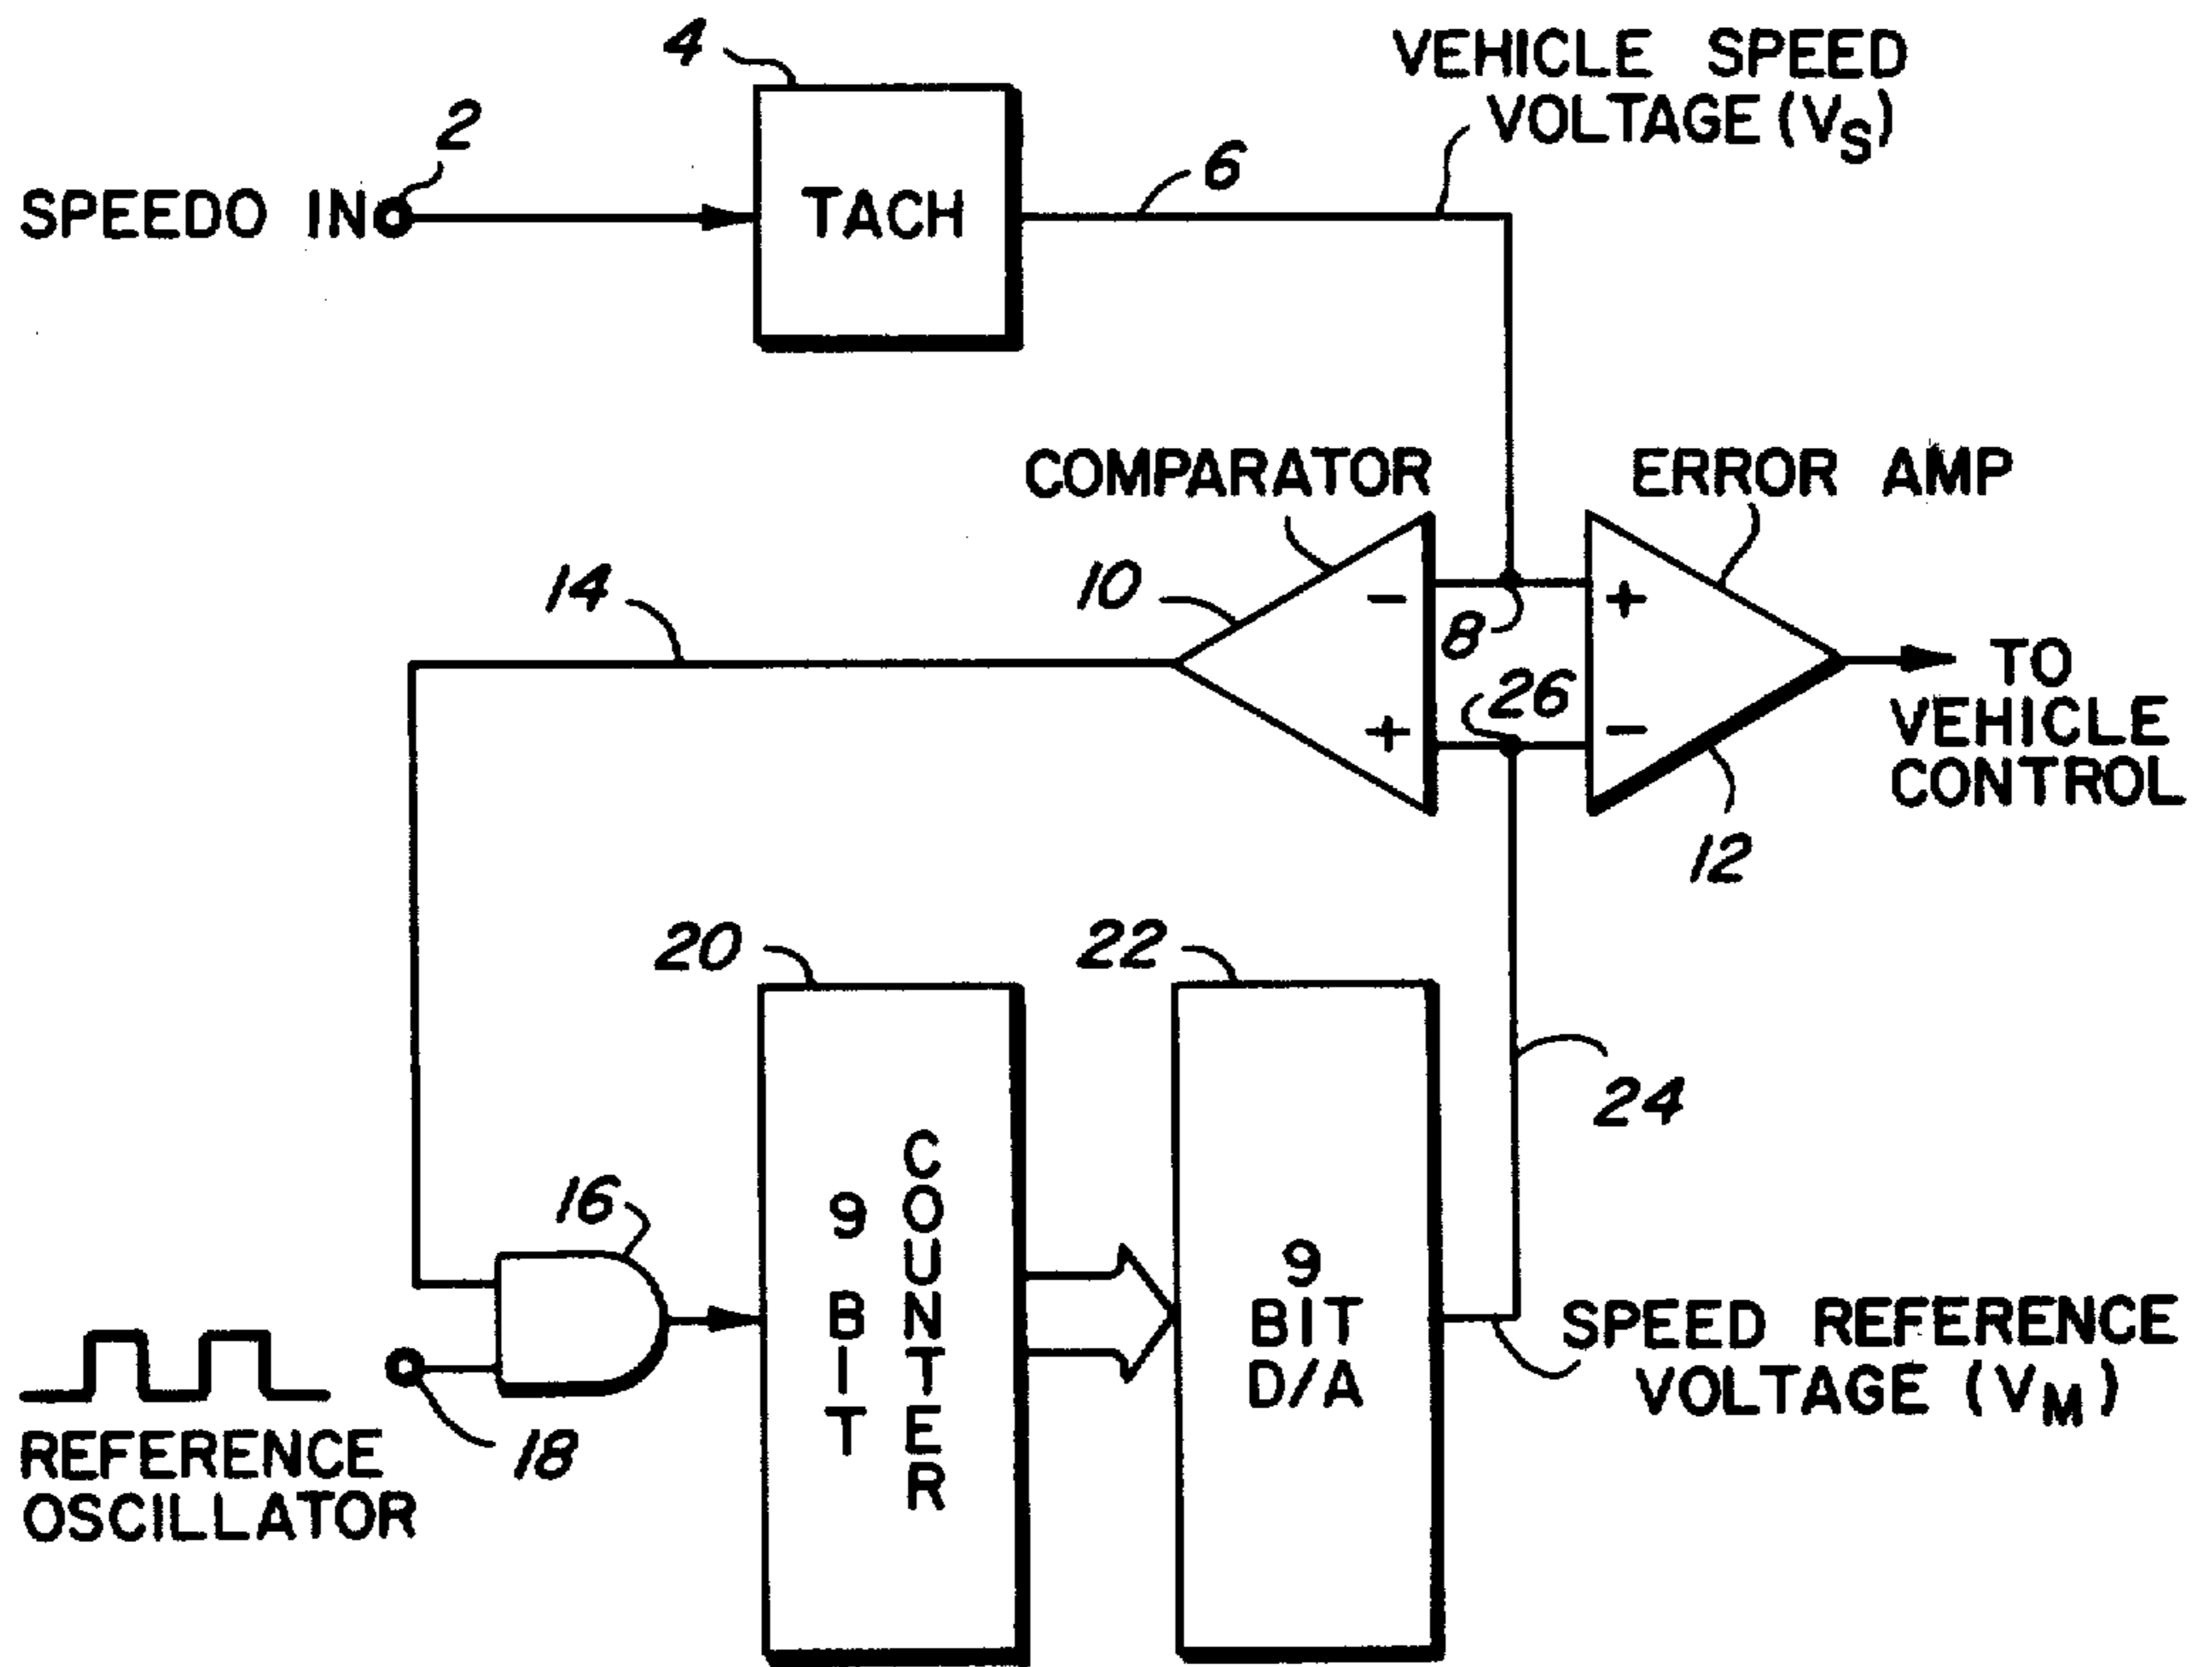 4
VEHICLE SPEED
VOLTAGE (VS)
2
6
SPEEDO IN
TACH
COMPARATOR
ERROR AMP
14
10
-
+
8
26
+
-
TO
VEHICLE
CONTROL
12
20
22
24
16
9 BIT
COUNTER
9
BIT
D/A
SPEED REFERENCE
VOLTAGE (VM)
18
REFERENCE
OSCILLATOR